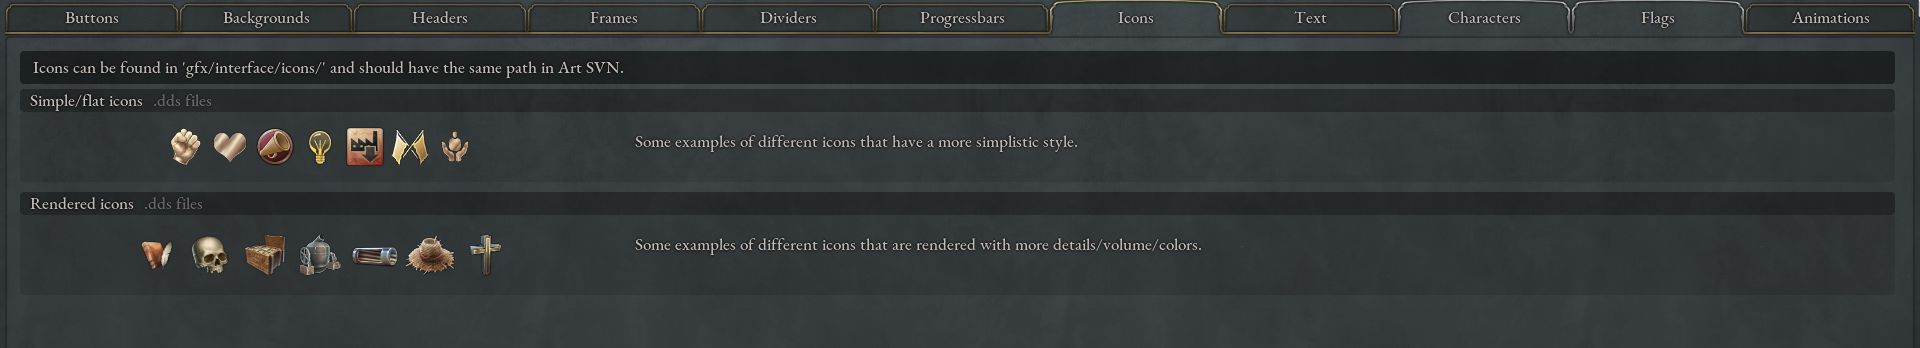 Buttons Backgrounds Headers Frames Dividers Progressbars Icons Text Characters Flags Animations
Icons can be found in 'gfx/interface/icons/' and should have the same path in Art SVN.
Simple/flat icons .dds files
Some examples of different icons that have a more simplistic style.
Rendered icons .dds files
Some examples of different icons that are rendered with more details/volume/colors.